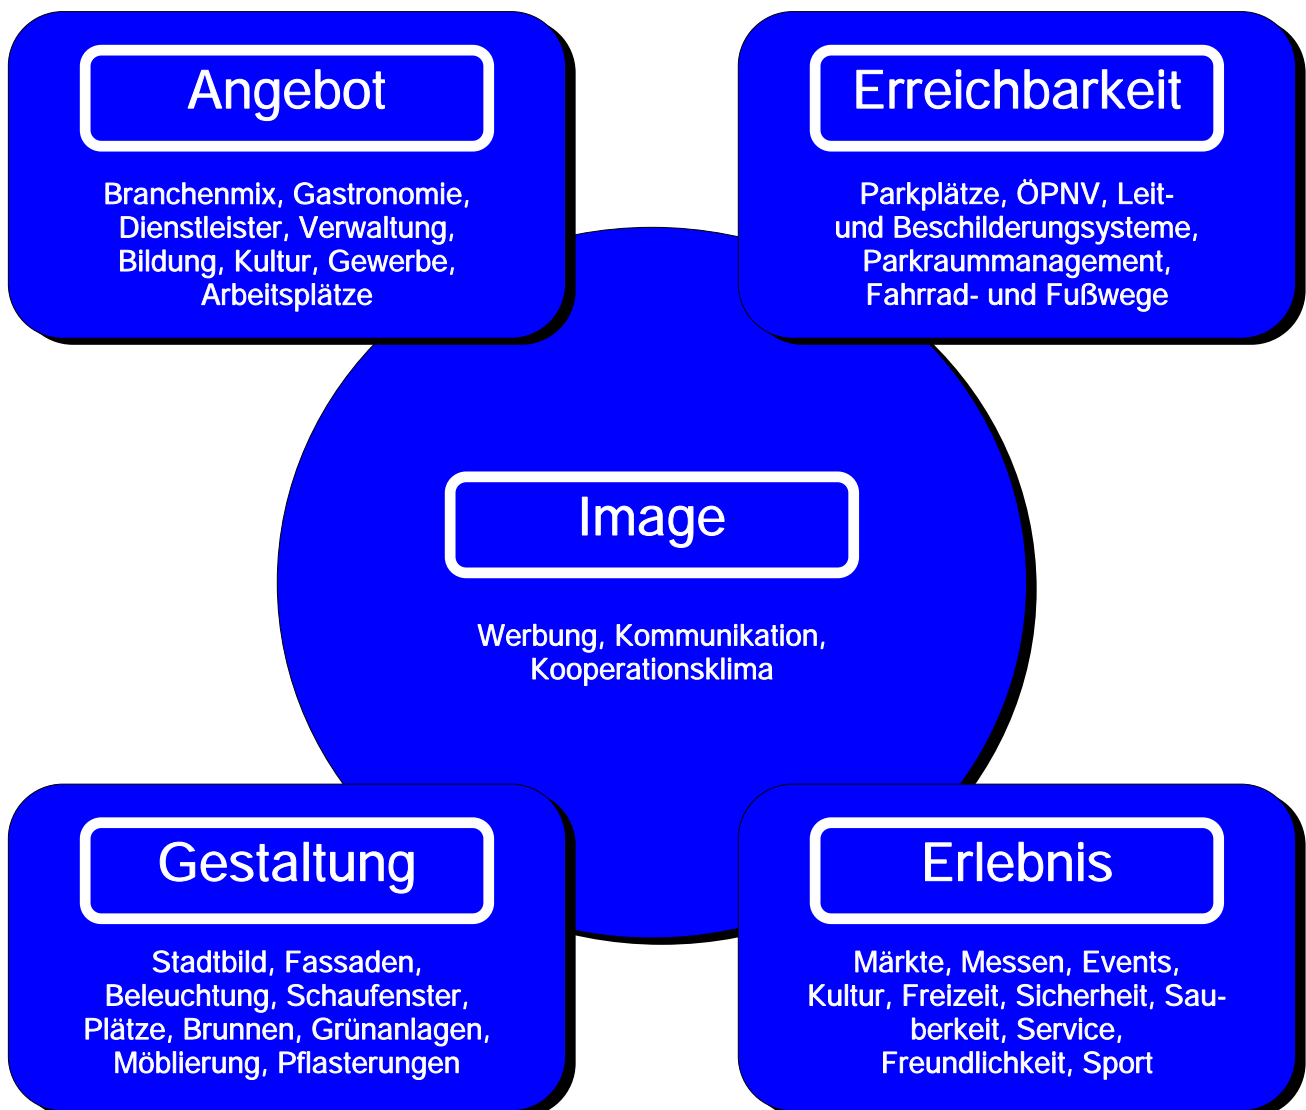 Angebot
Branchenmix, Gastronomie,
Dienstleister, Verwaltung,
Bildung, Kultur, Gewerbe,
Arbeitsplätze
Erreichbarkeit
Parkplätze, ÖPNV, Leit-
und Beschilderungsysteme,
Parkraummanagement,
Fahrrad- und Fußwege
Image
Werbung, Kommunikation,
Kooperationsklima
Gestaltung
Stadtbild, Fassaden,
Beleuchtung, Schaufenster,
Plätze, Brunnen, Grünanlagen,
Möblierung, Pflasterungen
Erlebnis
Märkte, Messen, Events,
Kultur, Freizeit, Sicherheit, Sau-
berkeit, Service,
Freundlichkeit, Sport